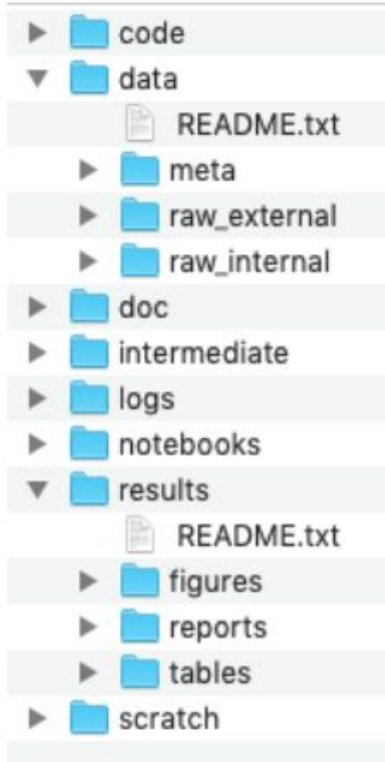 code
data
README.txt
meta
raw_external
raw_internal
doc
intermediate
logs
notebooks
results
README.txt
figures
reports
tables
scratch